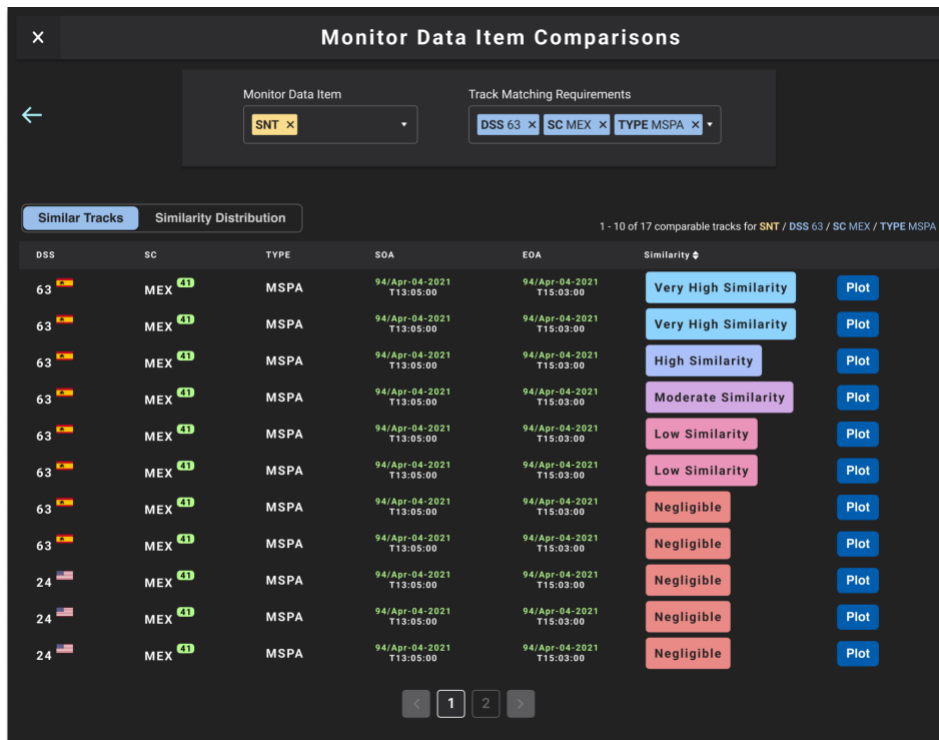 × Monitor Data Item Comparisons
Monitor Data Item
SNT ×
Track Matching Requirements
DSS 63 × SC MEX × TYPE MSPA ×
Similar Tracks Similarity Distribution
1 - 10 of 17 comparable tracks for SNT / DSS 63 / SC MEX / TYPE MSPA
DSS SC TYPE SOA EOA Similarity
63 MEX 41 MSPA 94/Apr-04-2021 T13:05:00 94/Apr-04-2021 T15:03:00 Very High Similarity Plot
63 MEX 41 MSPA 94/Apr-04-2021 T13:05:00 94/Apr-04-2021 T15:03:00 Very High Similarity Plot
63 MEX 41 MSPA 94/Apr-04-2021 T13:05:00 94/Apr-04-2021 T15:03:00 High Similarity Plot
63 MEX 41 MSPA 94/Apr-04-2021 T13:05:00 94/Apr-04-2021 T15:03:00 Moderate Similarity Plot
63 MEX 41 MSPA 94/Apr-04-2021 T13:05:00 94/Apr-04-2021 T15:03:00 Low Similarity Plot
63 MEX 41 MSPA 94/Apr-04-2021 T13:05:00 94/Apr-04-2021 T15:03:00 Low Similarity Plot
63 MEX 41 MSPA 94/Apr-04-2021 T13:05:00 94/Apr-04-2021 T15:03:00 Negligible Plot
63 MEX 41 MSPA 94/Apr-04-2021 T13:05:00 94/Apr-04-2021 T15:03:00 Negligible Plot
24 MEX 41 MSPA 94/Apr-04-2021 T13:05:00 94/Apr-04-2021 T15:03:00 Negligible Plot
24 MEX 41 MSPA 94/Apr-04-2021 T13:05:00 94/Apr-04-2021 T15:03:00 Negligible Plot
24 MEX 41 MSPA 94/Apr-04-2021 T13:05:00 94/Apr-04-2021 T15:03:00 Negligible Plot
< 1 2 >